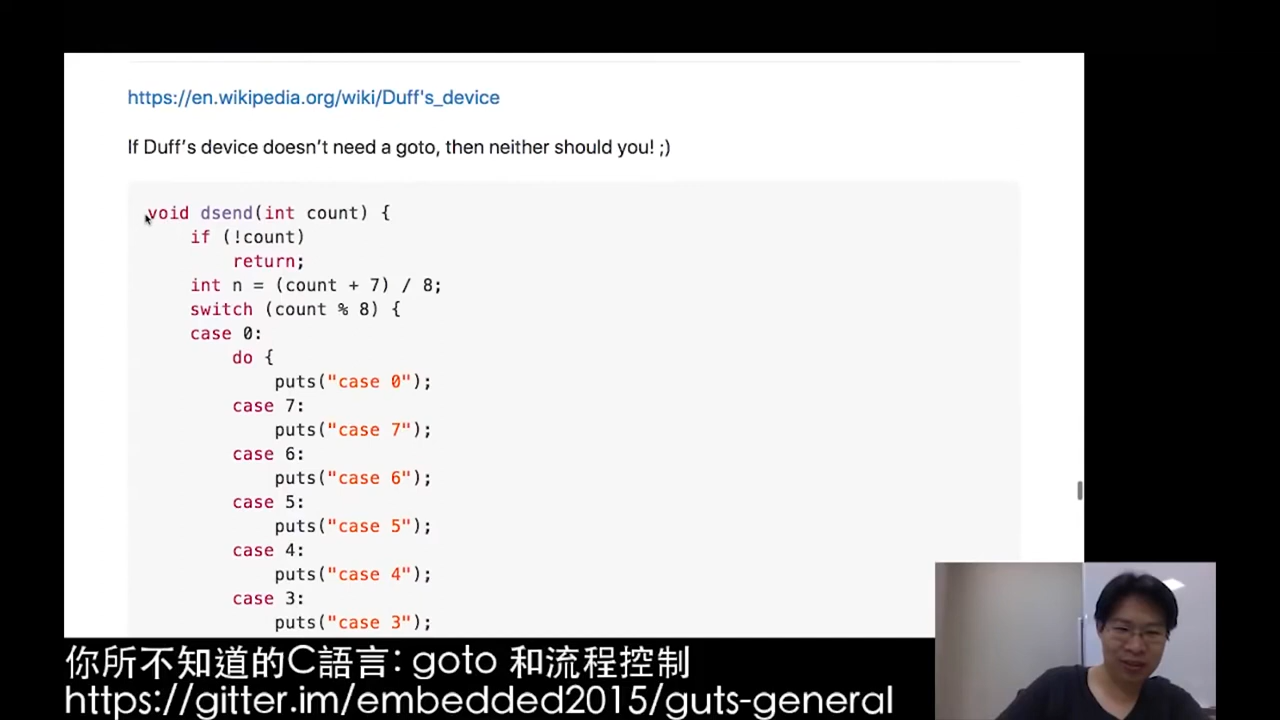 https://en.wikipedia.org/wiki/Duff's_device
If Duff’s device doesn’t need a goto, then neither should you! ;)
void dsend(int count) {
if (!count)
return;
int n = (count + 7) / 8;
switch (count % 8) {
case 0:
do {
puts("case 0");
case 7:
puts("case 7");
case 6:
puts("case 6");
case 5:
puts("case 5");
case 4:
puts("case 4");
case 3:
puts("case 3");
你所不知道的C語言: goto 和流程控制
https://gitter.im/embedded2015/guts-general